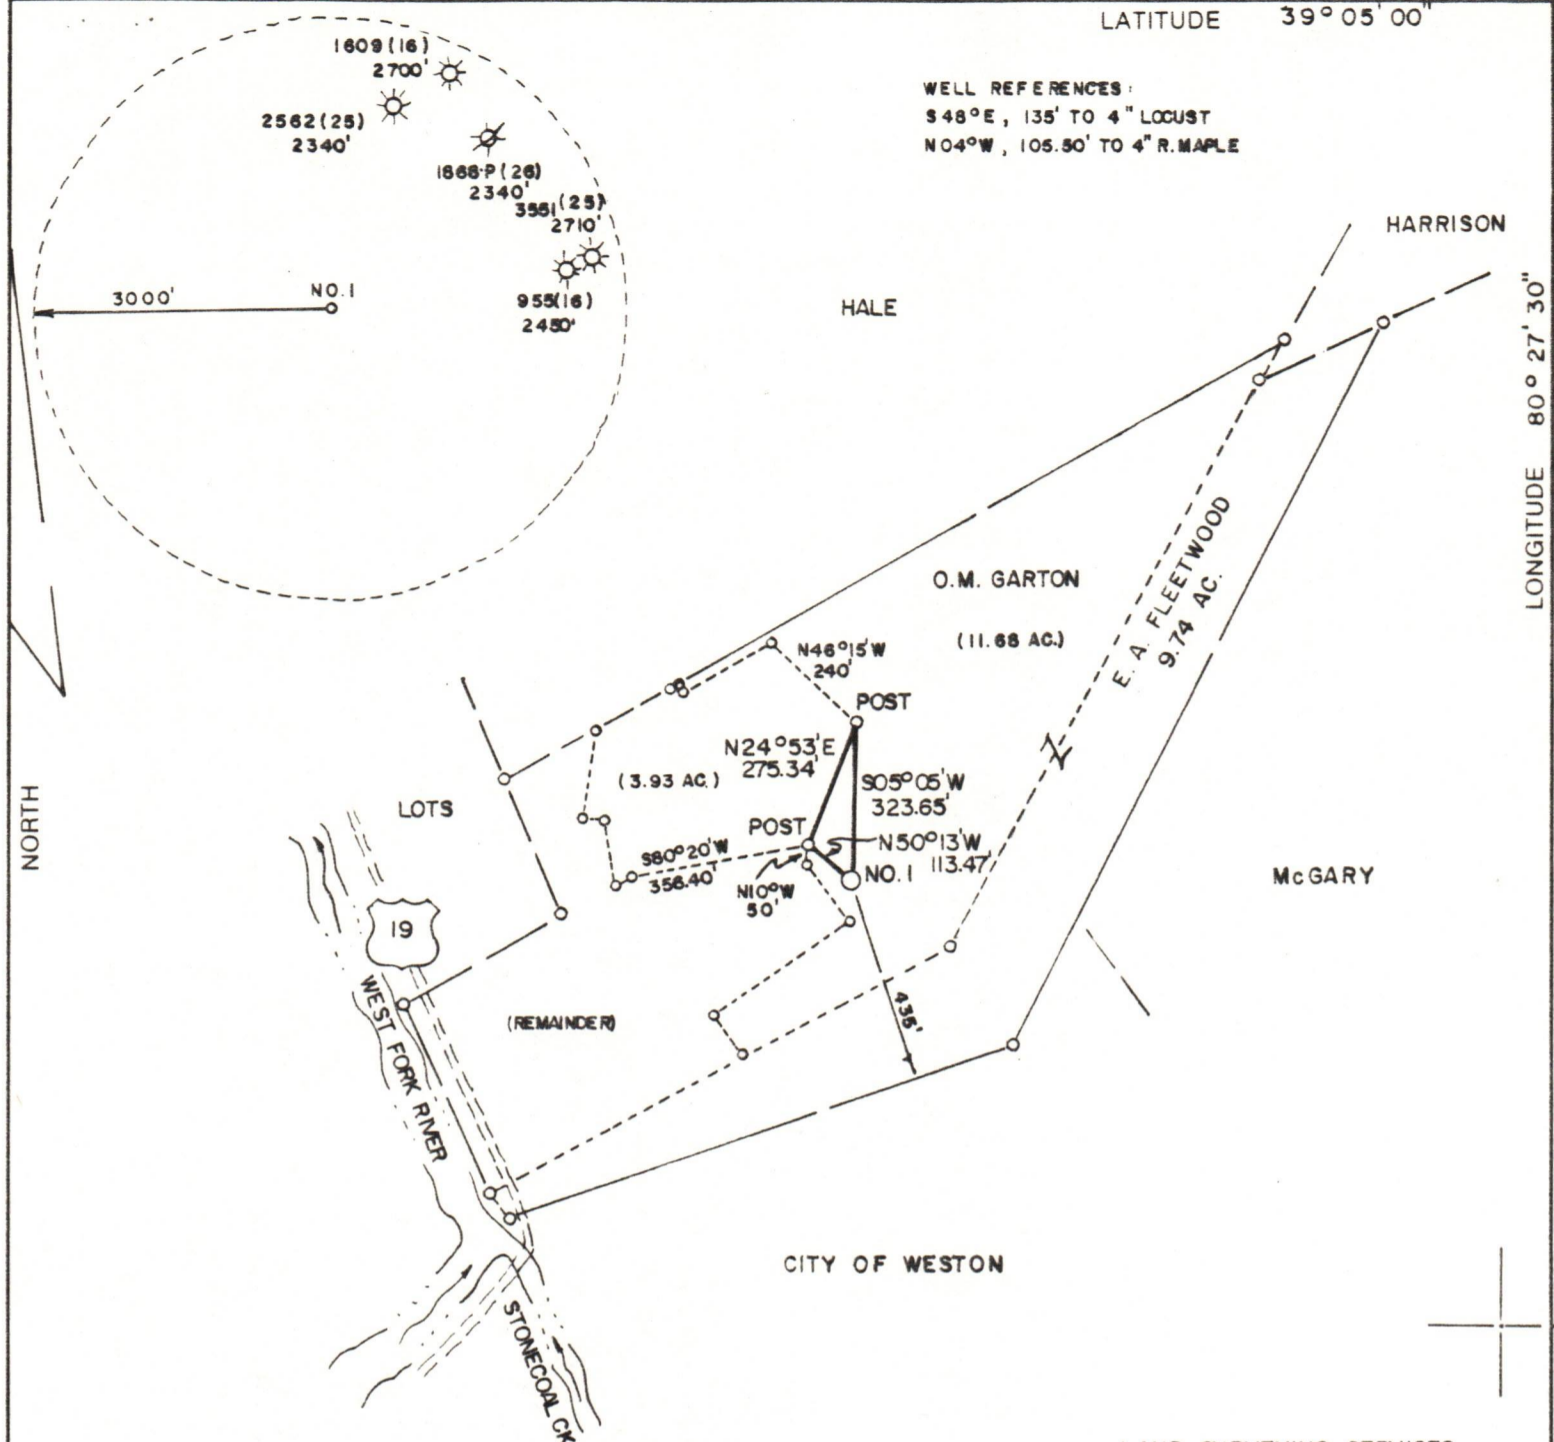 LATITUDE 39° 05' 00"
1609 (16)
2700'
2562 (25)
2340'
1868-P (26)
2340'
3551 (25)
2710'
955 (16)
2450'
3000'
NO. 1
WELL REFERENCES:
S 48° E, 135' TO 4" LOCUST
N 04° W, 105.50' TO 4" R. MAPLE
HARRISON
HALE
LONGITUDE 80° 27' 30"
O.M. GARTON
(11.68 AC.)
E. A. FLEETWOOD
9.74 AC.
N46°15'W
240'
POST
N24°53'E
275.34'
(3.93 AC.)
S05°05'W
323.65'
LOTS
POST
N50°13'W
113.47'
S80°20'W
356.40'
N10°W
50'
NO. 1
NORTH
McGARY
19
435'
WEST FORK RIVER
(REMAINDER)
CITY OF WESTON
STONECOAL CK